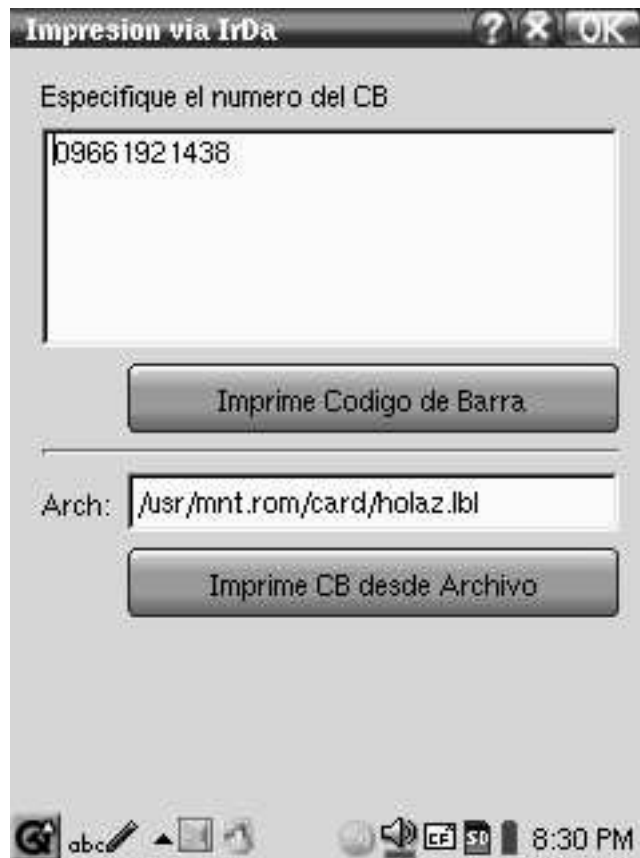 Impresion via IrDa ? X OK
Especifique el numero del CB
09661921438
Imprime Codigo de Barra
Arch: /usr/mnt.rom/card/holaz.lbl
Imprime CB desde Archivo
abc CF SD 8:30 PM